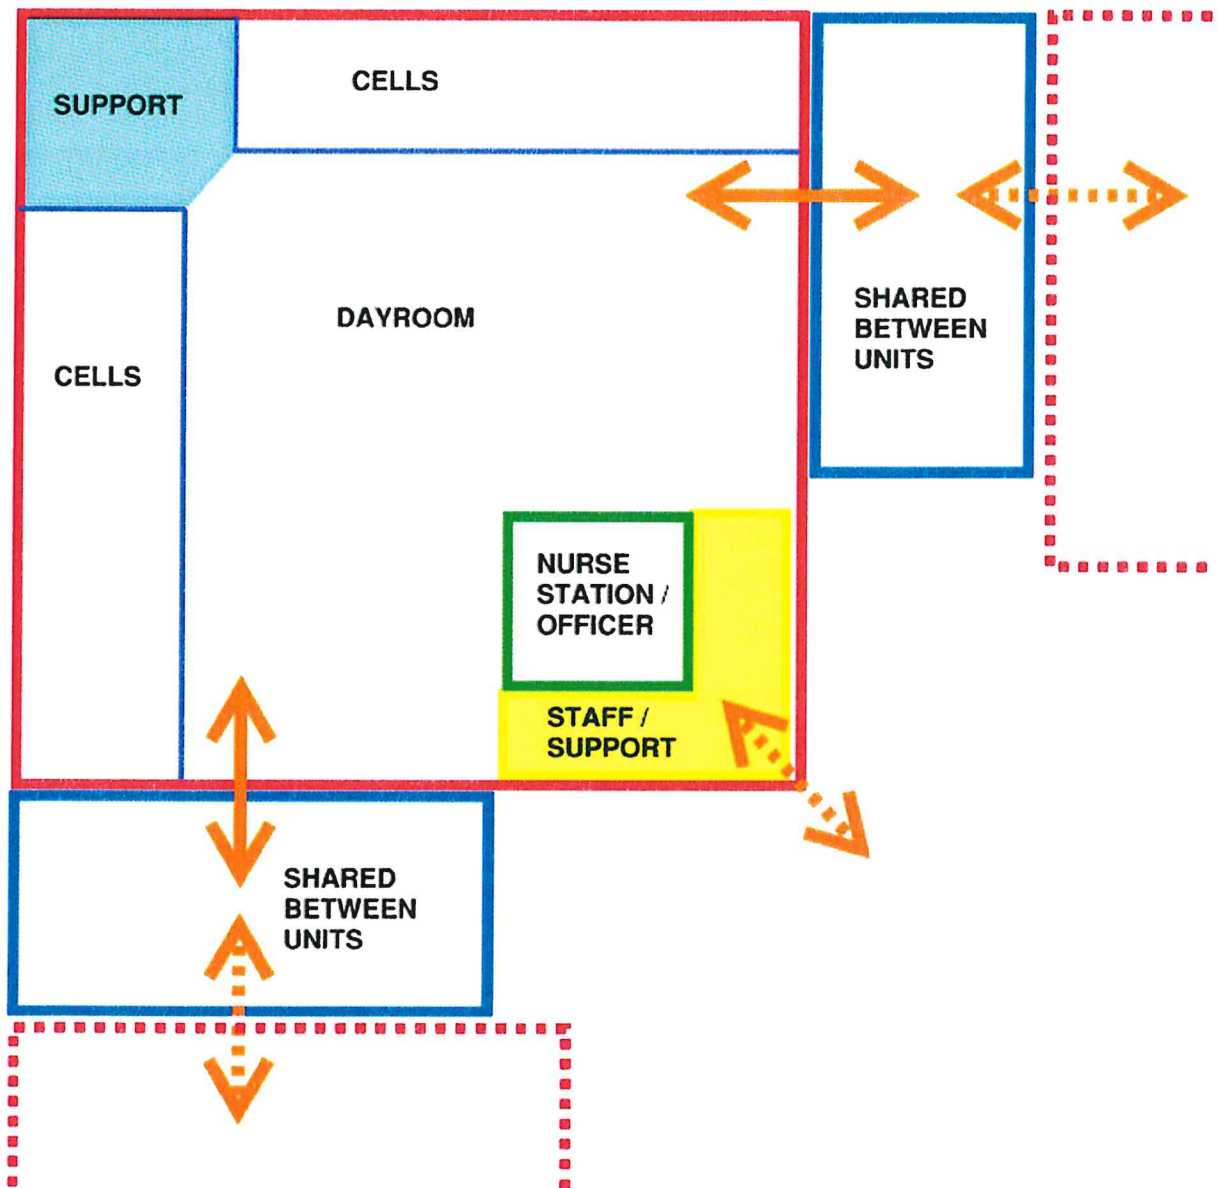 CELLS
SUPPORT
SHARED
BETWEEN
UNITS
DAYROOM
CELLS
NURSE
STATION /
OFFICER
STAFF /
SUPPORT
SHARED
BETWEEN
UNITS